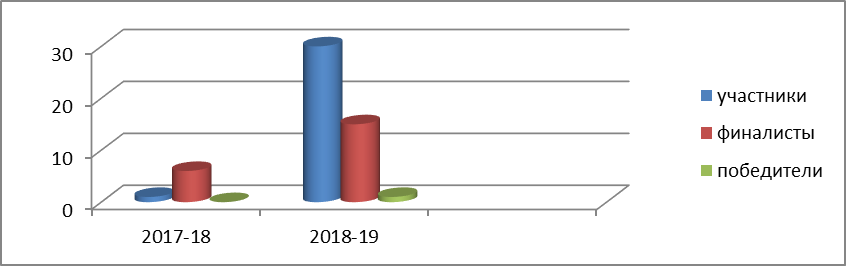 30
20
10
0
2017-18
2018-19
участники
финалисты
победители